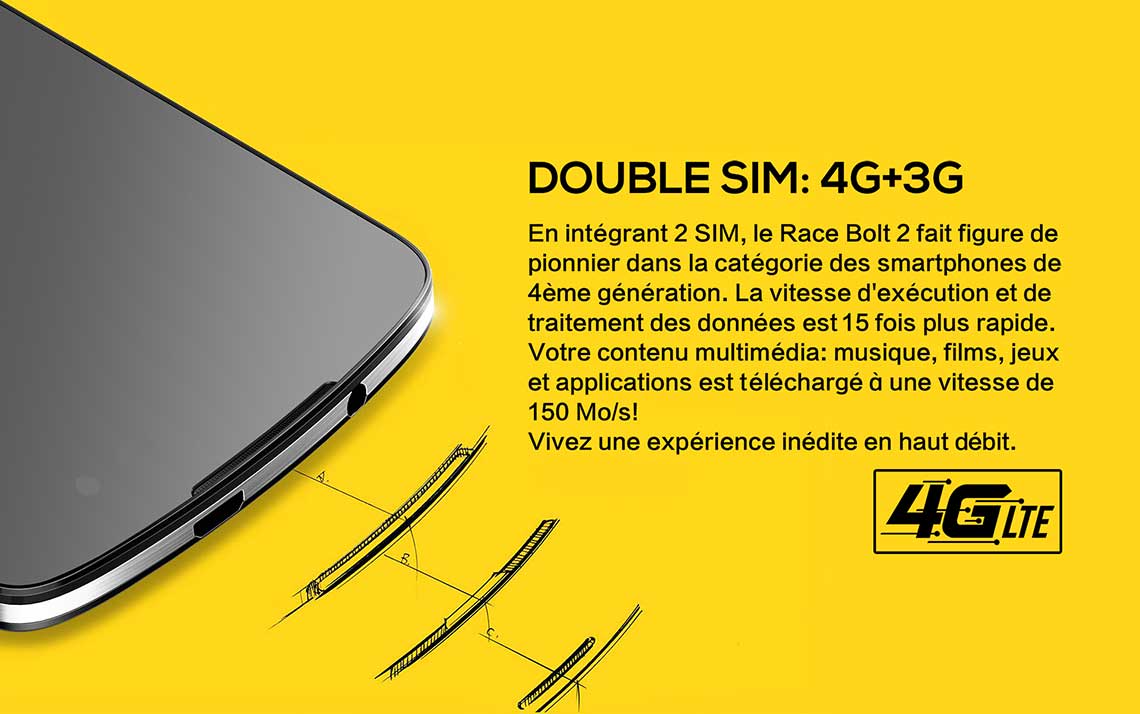 DOUBLE SIM: 4G+3G
En intégrant 2 SIM, le Race Bolt 2 fait figure de
pionnier dans la catégorie des smartphones de
4ème génération. La vitesse d'exécution et de
traitement des données est 15 fois plus rapide.
Votre contenu multimédia: musique, films, jeux
et applications est téléchargé à une vitesse de
150 Mo/s!
Vivez une expérience inédite en haut débit.
4G LTE
A.
B.
C.